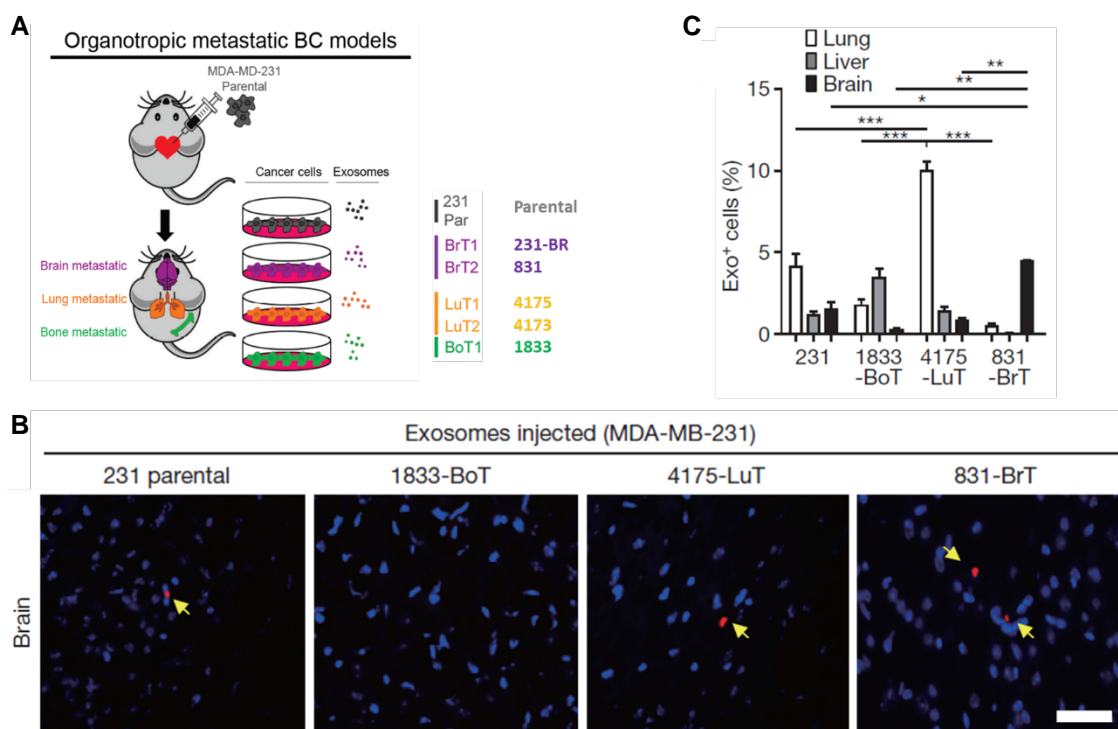 A
Organotropic metastatic BC models
MDA-MD-231
Parental
Cancer cells
Exosomes
Brain metastatic
Lung metastatic
Bone metastatic
231
Par
Parental
BrT1
231-BR
BrT2
831
LuT1
4175
LuT2
4173
BoT1
1833
C
Lung
Liver
Brain
Exo+ cells (%)
15
10
5
0
**
**
*
***
***
***
231
1833
-BoT
4175
-LuT
831
-BrT
B
Exosomes injected (MDA-MB-231)
231 parental
1833-BoT
4175-LuT
831-BrT
Brain